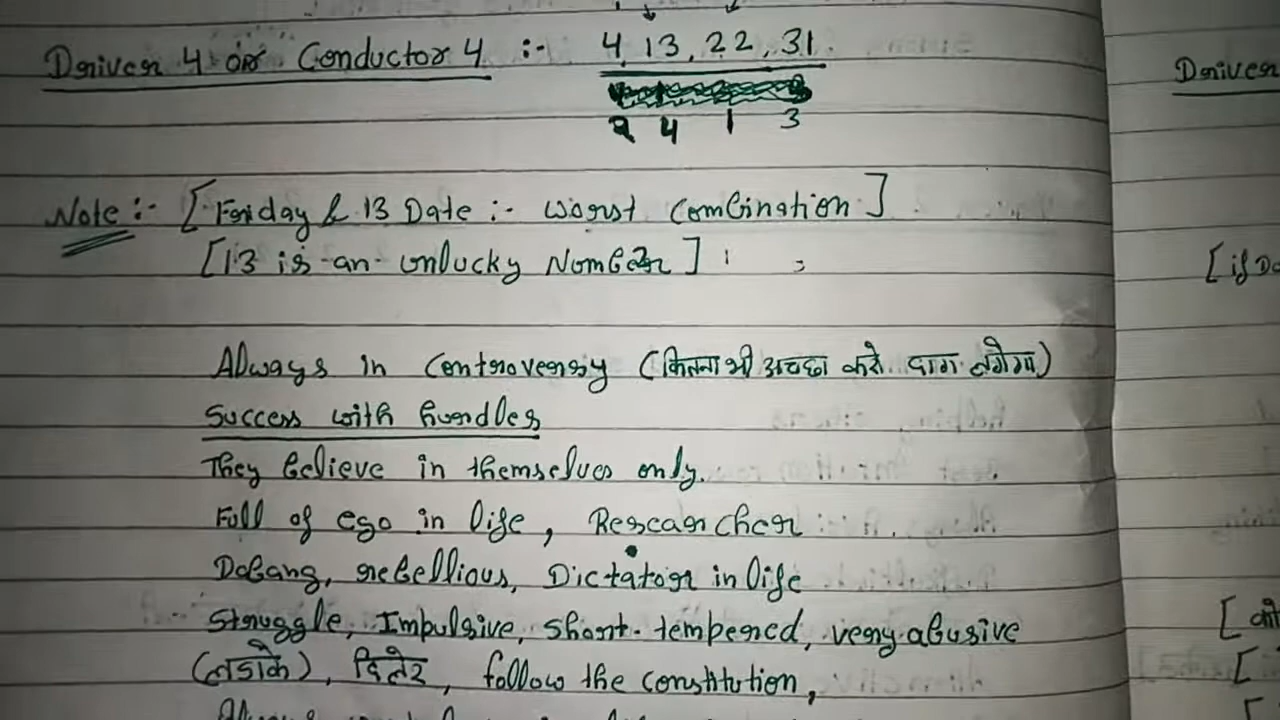 Driver 4 or Conductor 4 :- 4, 13, 22, 31.
2 4 1 3
Driver
Note :- [Friday & 13 Date :- worst Combination]
[13 is an unlucky Number]
[if Do
Always in Controversy (कितना भी अच्छा करो दाग लगेगा)
Success with hurdles
They believe in themselves only.
Full of ego in life, Researcher
Dabang, rebellious, Dictator in life
Struggle, Impulsive, short-tempered, very abusive
(लडाके), दिलेर, follow the constitution,